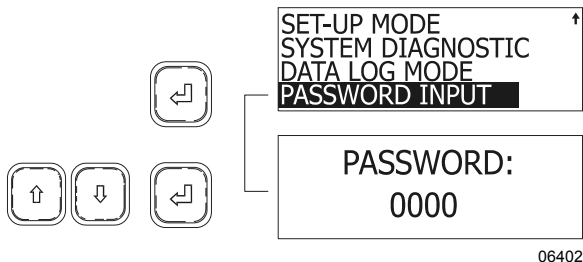 SET-UP MODE
SYSTEM DIAGNOSTIC
DATA LOG MODE
PASSWORD INPUT
PASSWORD:
0000
06402